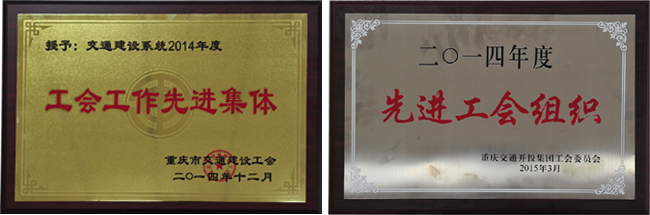 授予：交通建设系统2014年度
工会工作先进集体
重庆市交通建设工会
二〇一四年十二月
二〇一四年度
先进工会组织
重庆交通开投集团工会委员会
2015年3月